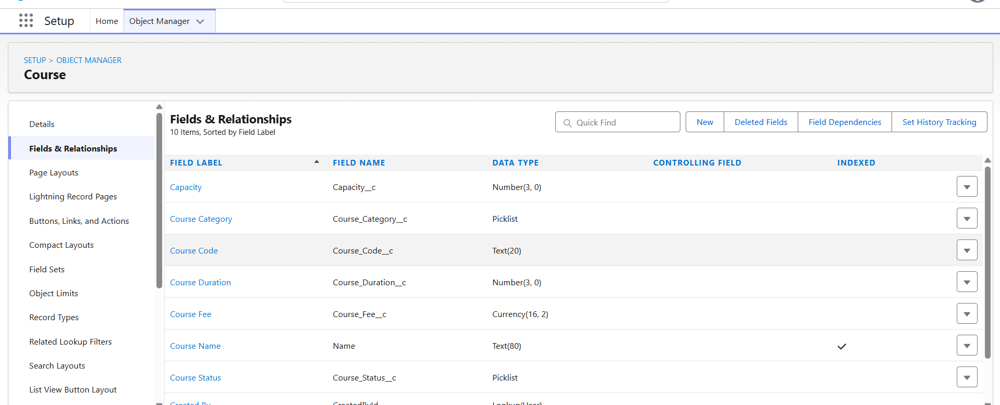 Setup
Home
Object Manager
SETUP > OBJECT MANAGER
Course
Details
Fields & Relationships
Page Layouts
Lightning Record Pages
Buttons, Links, and Actions
Compact Layouts
Field Sets
Object Limits
Record Types
Related Lookup Filters
Search Layouts
List View Button Layout
Fields & Relationships
10 Items, Sorted by Field Label
Quick Find
New
Deleted Fields
Field Dependencies
Set History Tracking
FIELD LABEL FIELD NAME DATA TYPE CONTROLLING FIELD INDEXED
Capacity Capacity__c Number(3, 0)
Course Category Course_Category__c Picklist
Course Code Course_Code__c Text(20)
Course Duration Course_Duration__c Number(3, 0)
Course Fee Course_Fee__c Currency(16, 2)
Course Name Name Text(80)
Course Status Course_Status__c Picklist
Created By CreatedById Lookup(User)